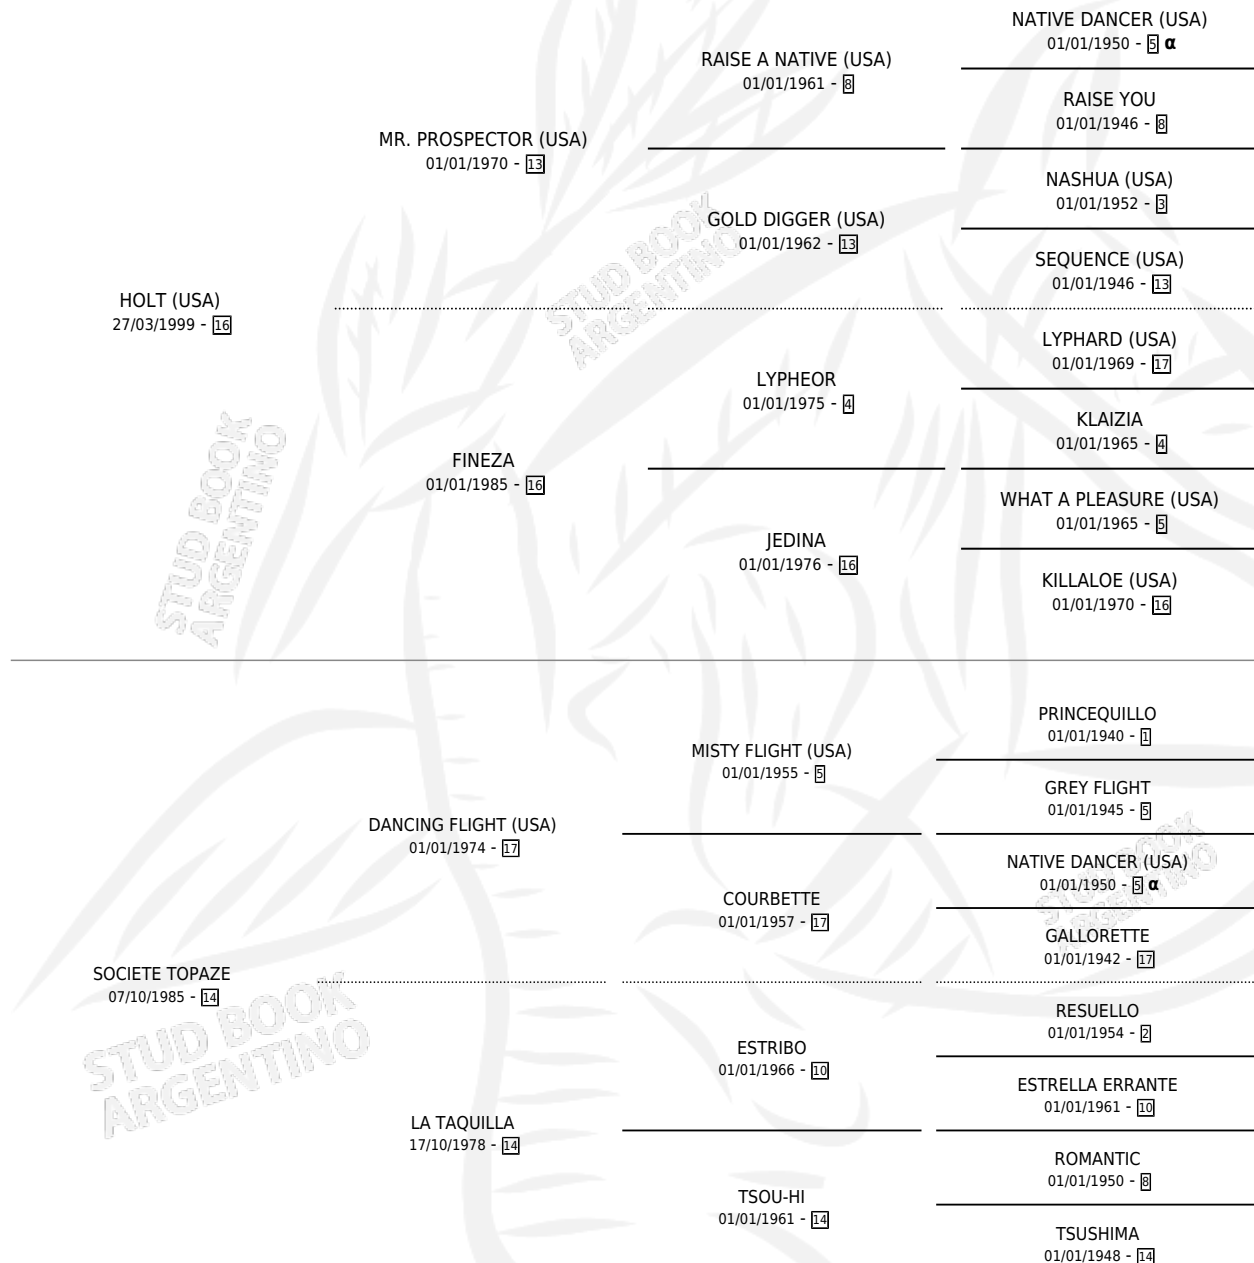 NATIVE DANCER (USA)
01/01/1950 - 5 α
RAISE A NATIVE (USA)
01/01/1961 - 8
RAISE YOU
01/01/1946 - 8
MR. PROSPECTOR (USA)
01/01/1970 - 13
NASHUA (USA)
01/01/1952 - 3
GOLD DIGGER (USA)
01/01/1962 - 13
SEQUENCE (USA)
01/01/1946 - 13
HOLT (USA)
27/03/1999 - 16
STUD BOOK
ARGENTINO
LYPHARD (USA)
01/01/1969 - 17
LYPHEOR
01/01/1975 - 4
KLAIZIA
01/01/1965 - 4
FINEZA
01/01/1985 - 16
WHAT A PLEASURE (USA)
01/01/1965 - 5
JEDINA
01/01/1976 - 16
KILLALOE (USA)
01/01/1970 - 16
STUD BOOK
ARGENTINO
PRINCEQUILLO
01/01/1940 - 1
MISTY FLIGHT (USA)
01/01/1955 - 5
GREY FLIGHT
01/01/1945 - 5
DANCING FLIGHT (USA)
01/01/1974 - 17
NATIVE DANCER (USA)
01/01/1950 - 5 α
COURBETTE
01/01/1957 - 17
GALLORETTE
01/01/1942 - 17
STUD BOOK
ARGENTINO
SOCIETE TOPAZE
07/10/1985 - 14
RESUELLO
01/01/1954 - 2
ESTRIBO
01/01/1966 - 10
ESTRELLA ERRANTE
01/01/1961 - 10
STUD BOOK
ARGENTINO
LA TAQUILLA
17/10/1978 - 14
ROMANTIC
01/01/1950 - 8
TSOU-HI
01/01/1961 - 14
TSUSHIMA
01/01/1948 - 14